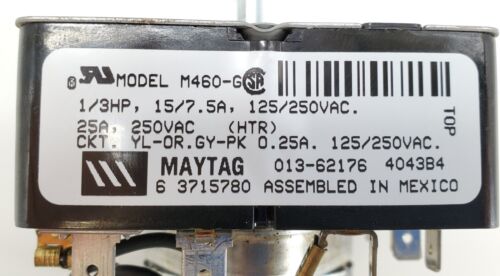 MODEL M460-G
1/3HP, 15/7.5A, 125/250VAC.
25A, 250VAC (HTR)
CKT. YL-OR.GY-PK 0.25A. 125/250VAC.
MAYTAG 013-62176 4043B4
6 3715780 ASSEMBLED IN MEXICO
TOP